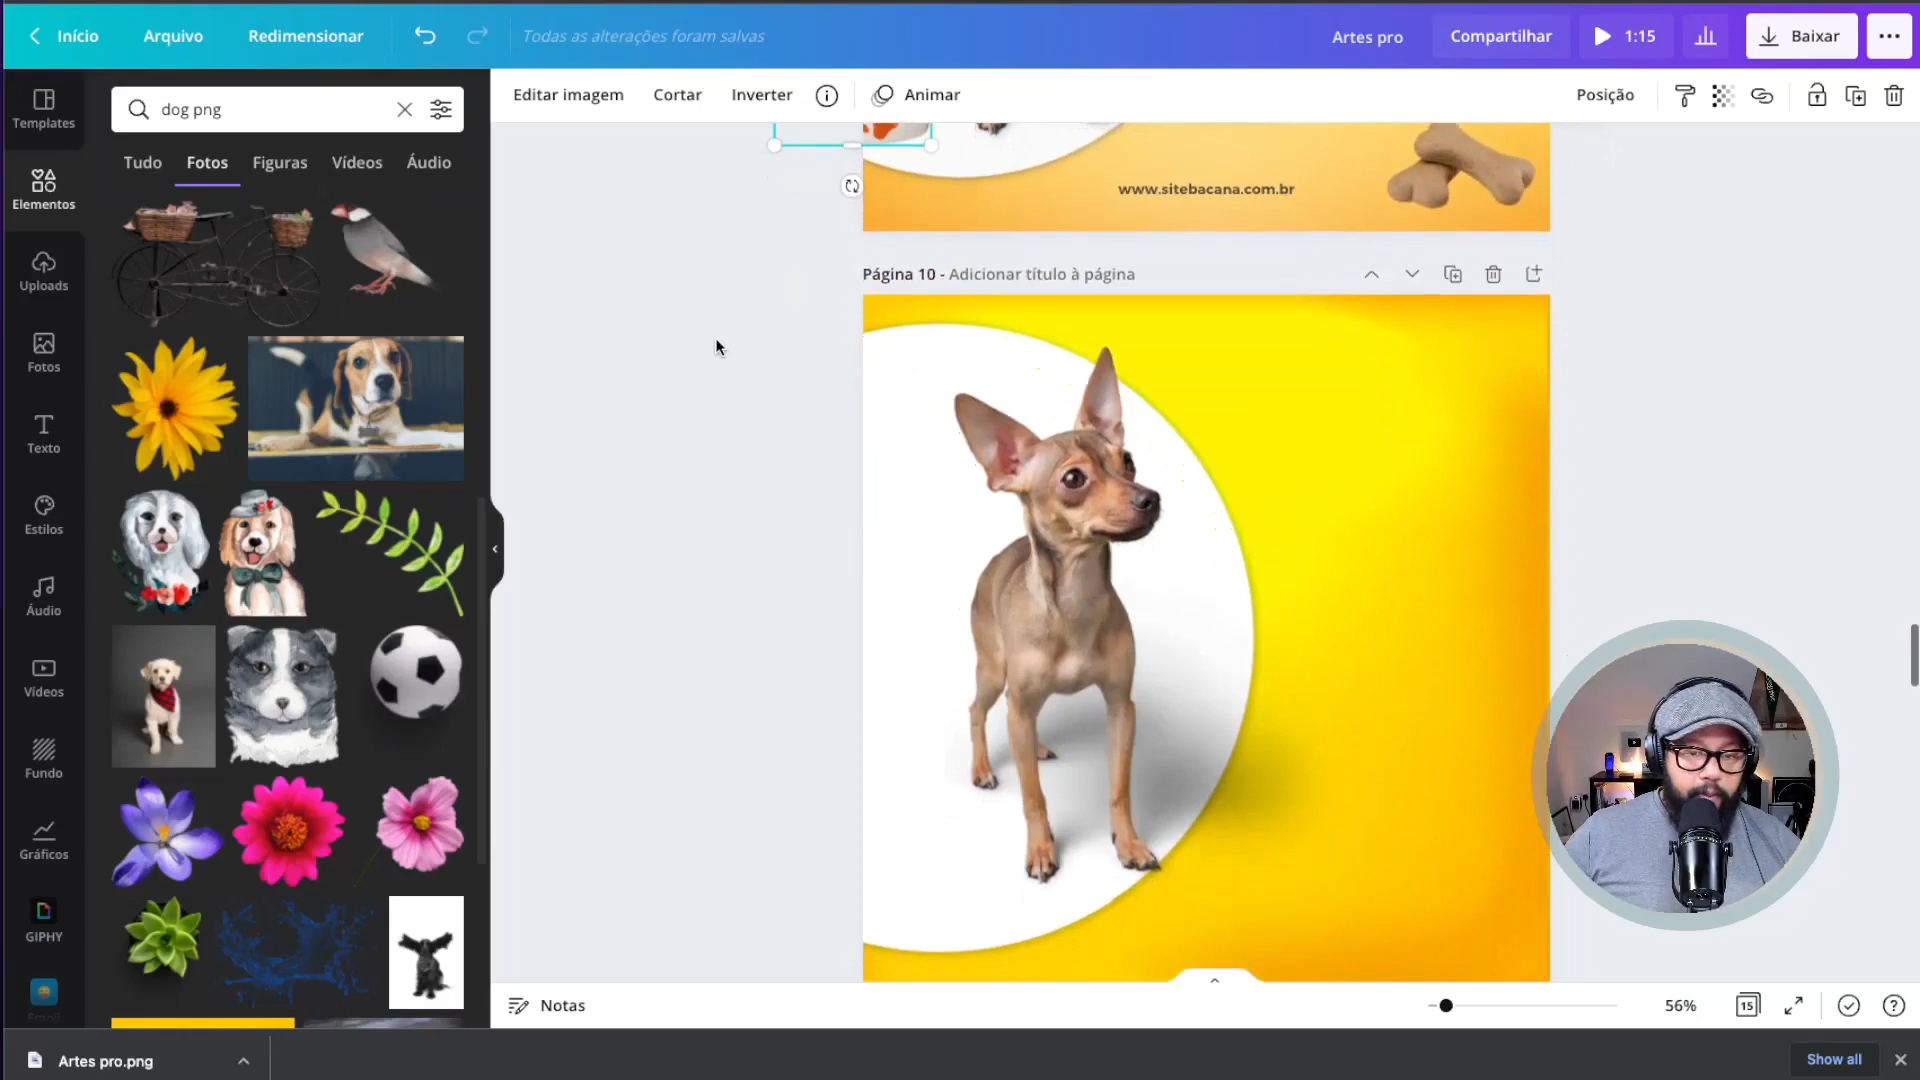 Início
Arquivo
Redimensionar
Todas as alterações foram salvas
Artes pro
Compartilhar
1:15
Baixar
Templates
Elementos
Uploads
Fotos
Texto
Estilos
Áudio
Vídeos
Fundo
Gráficos
GIPHY
Emoji
dog png
Tudo
Fotos
Figuras
Vídeos
Áudio
Editar imagem
Cortar
Inverter
Animar
Posição
www.sitebacana.com.br
Página 10 - Adicionar título à página
Notas
56%
15
Artes pro.png
Show all